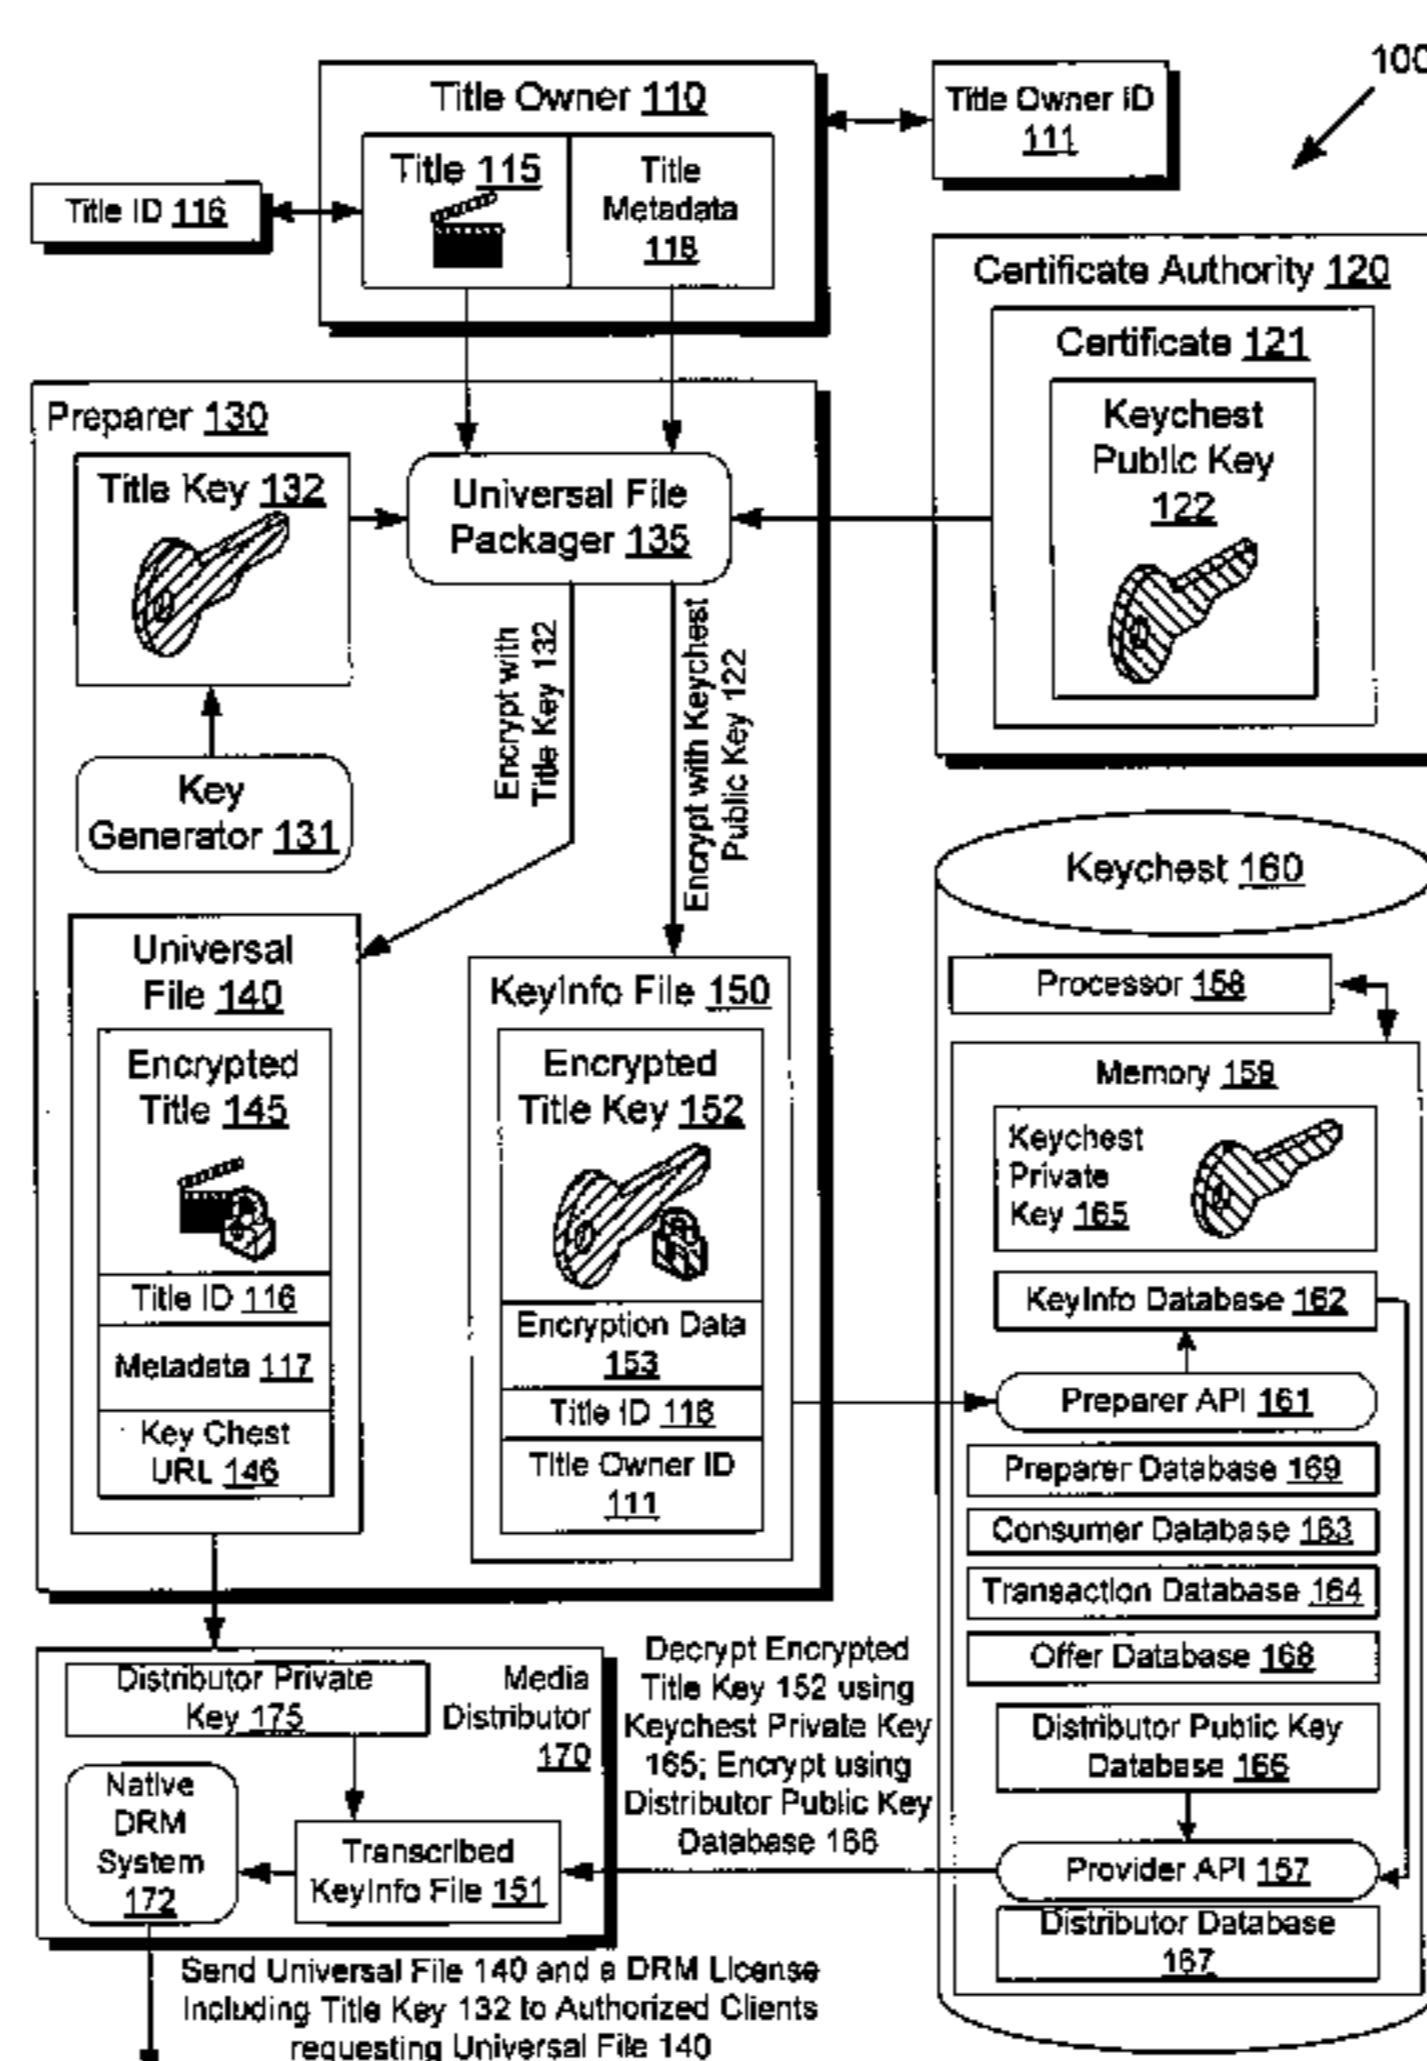 100
Title Owner 110
Title Owner ID
111
Title 115
Title
Metadata
118
Title ID 116
Certificate Authority 120
Certificate 121
Keychest
Public Key
122
Preparer 130
Title Key 132
Universal File
Packager 135
Encrypt with
Title Key 132
Encrypt with Keychest
Public Key 122
Key
Generator 131
Keychest 160
Universal
File 140
Encrypted
Title 145
Title ID 116
Metadata 117
Key Chest
URL 146
KeyInfo File 150
Encrypted
Title Key 152
Encryption Data
153
Title ID 116
Title Owner ID
111
Processor 158
Memory 159
Keychest
Private
Key 165
KeyInfo Database 162
Preparer API 161
Preparer Database 169
Consumer Database 163
Transaction Database 164
Offer Database 168
Distributor Public Key
Database 166
Provider API 157
Distributor Database
167
Distributor Private
Key 175
Media
Distributor
170
Native
DRM
System
172
Transcribed
KeyInfo File 151
Decrypt Encrypted
Title Key 152 using
Keychest Private Key
165; Encrypt using
Distributor Public Key
Database 166
Send Universal File 140 and a DRM License
Including Title Key 132 to Authorized Clients
requesting Universal File 140